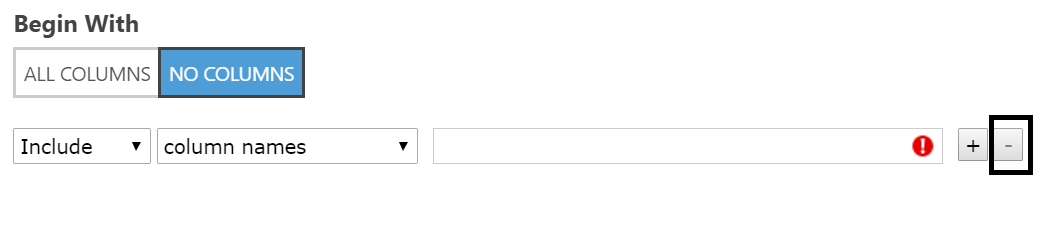 Begin With
ALL COLUMNS NO COLUMNS
Include column names + -